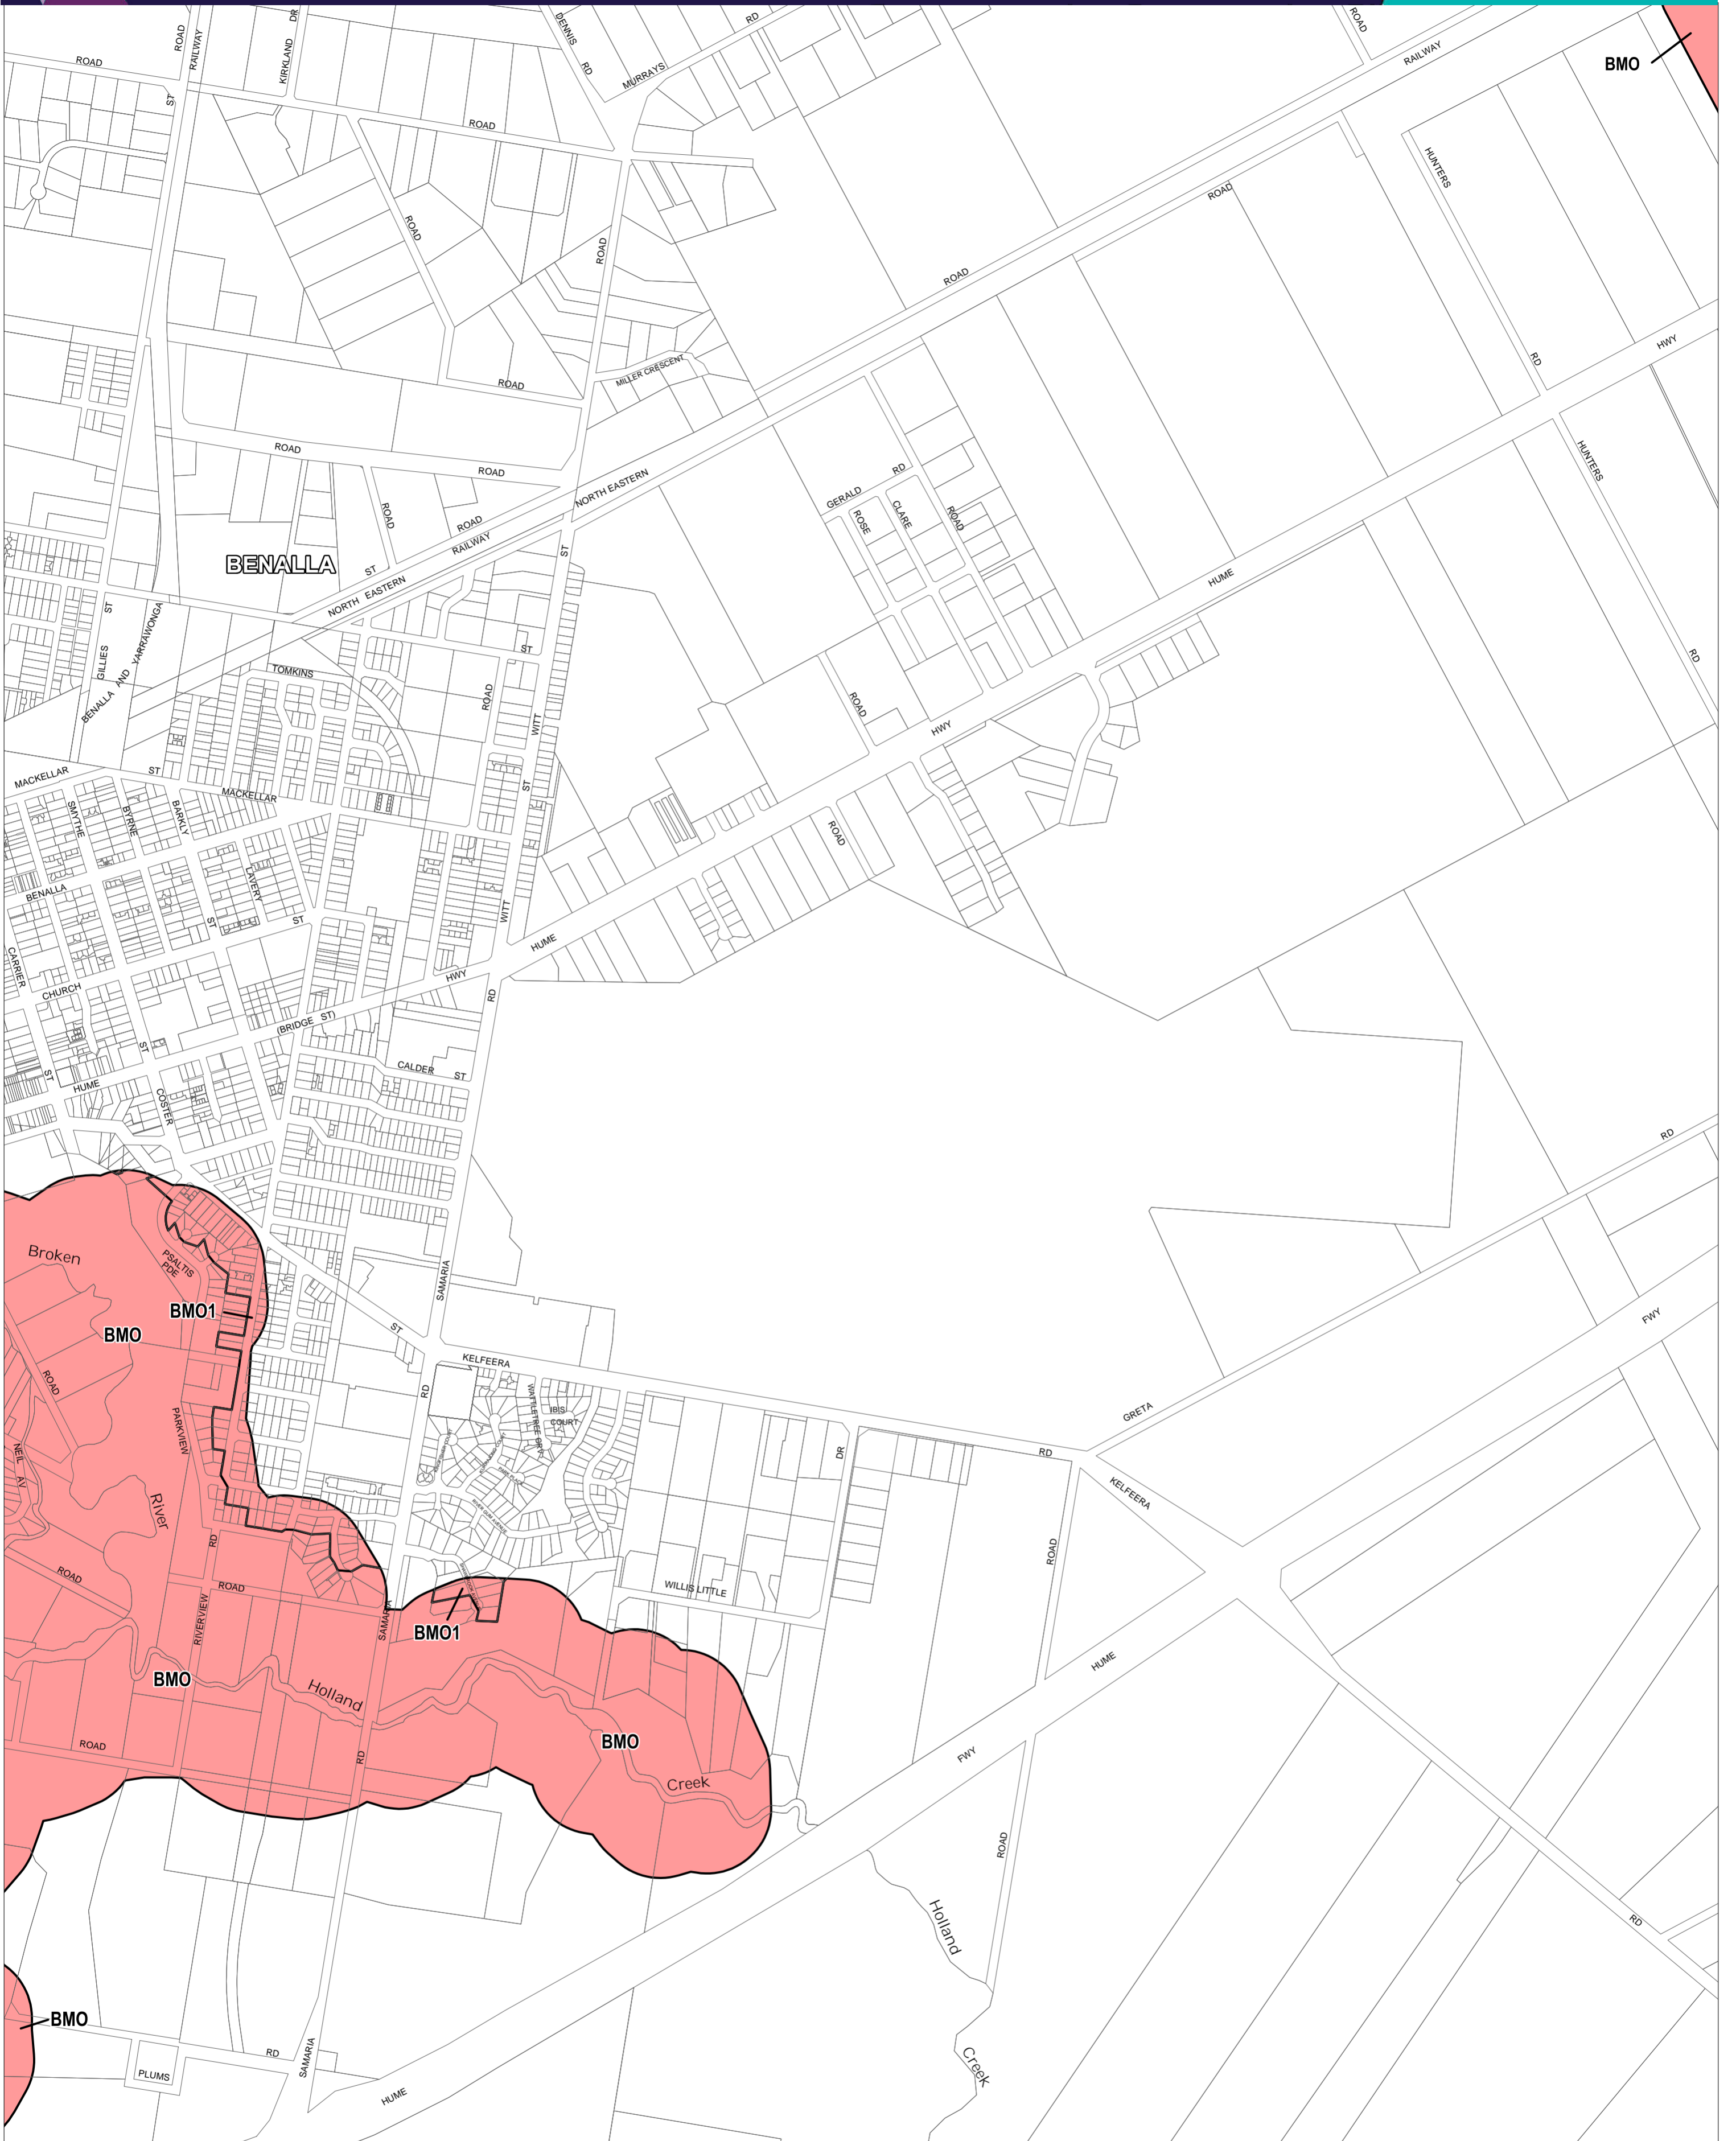 ROAD
RAILWAY
KIRKLAND
DR
DENNIS
RD
MURRAYS
RD
ROAD
RAILWAY
BMO
ROAD
ST
ROAD
HUNTERS
ROAD
ROAD
ROAD
ROAD
RD
HWY
MILLER CRESCENT
ROAD
ROAD
ROAD
NORTH EASTERN
GERALD
RD
ROSE
CLARE
ROAD
HUNTERS
ROAD
ROAD
RAILWAY
ST
BENALLA
ST
NORTH EASTERN
HUME
ST
GILLIES
BENALLA AND YARRAWONGA
TOMKINS
ST
ROAD
WITT
ROAD
HWY
RD
MACKELLAR
ST
MACKELLAR
ST
SMYTHE
BYRNE
BARKLY
ROAD
LAVERY
BENALLA
ST
ST
WITT
HUME
CARRIER
CHURCH
HWY
RD
(BRIDGE ST)
ST
ST
HUME
CALDER
ST
COSTER
RD
Broken
PSALTIS
PDE
SAMARIA
BMO1
BMO
ST
FWY
KELFEERA
ROAD
RD
WATTLETREE GRV
IBIS
COURT
GRETA
PARKVIEW
DR
RD
NEIL
AV
KELFEERA
River
RD
ROAD
ROAD
ROAD
WILLIS LITTLE
RIVERVIEW
SAMARIA
BMO1
HUME
BMO
Holland
BMO
ROAD
RD
FWY
Creek
ROAD
Holland
RD
BMO
Creek
RD
SAMARIA
PLUMS
HUME